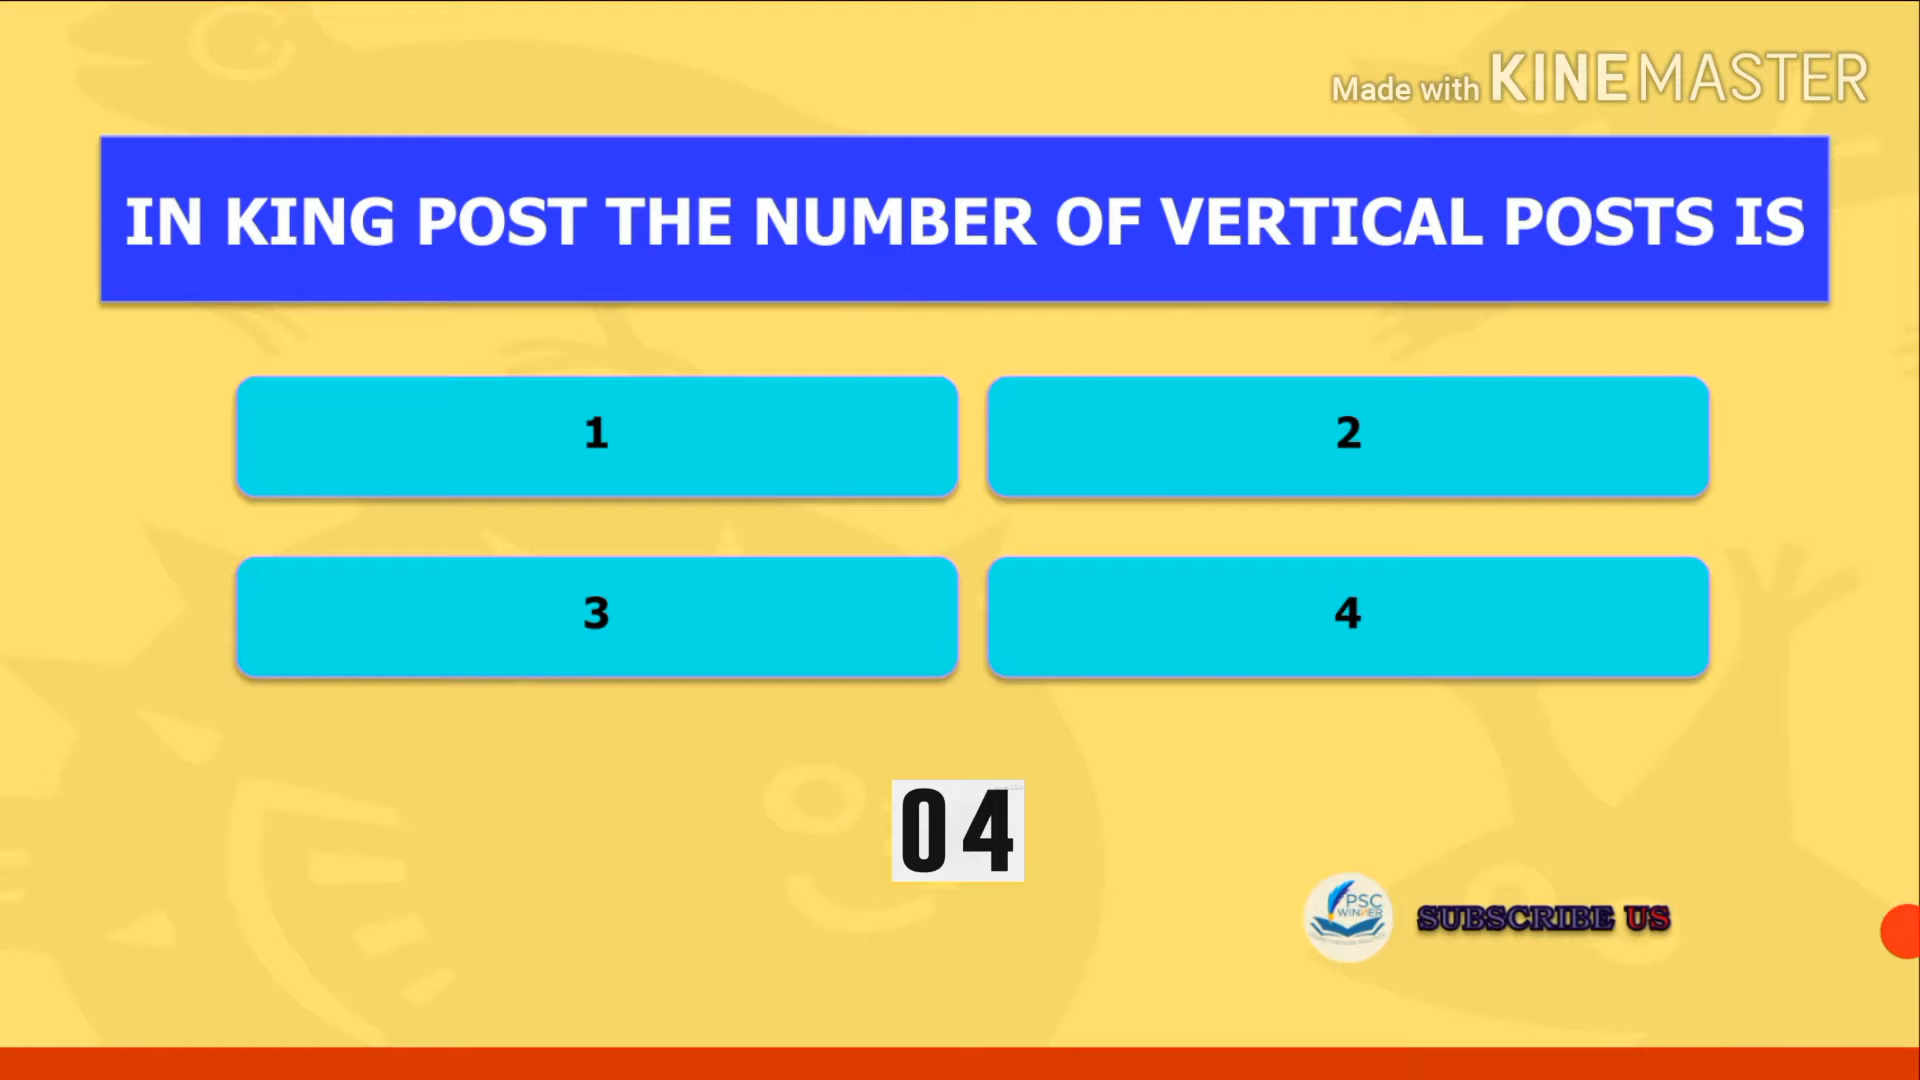 Made with KINEMASTER
IN KING POST THE NUMBER OF VERTICAL POSTS IS
1
2
3
4
04
PSC
WINNER
SUBSCRIBE US